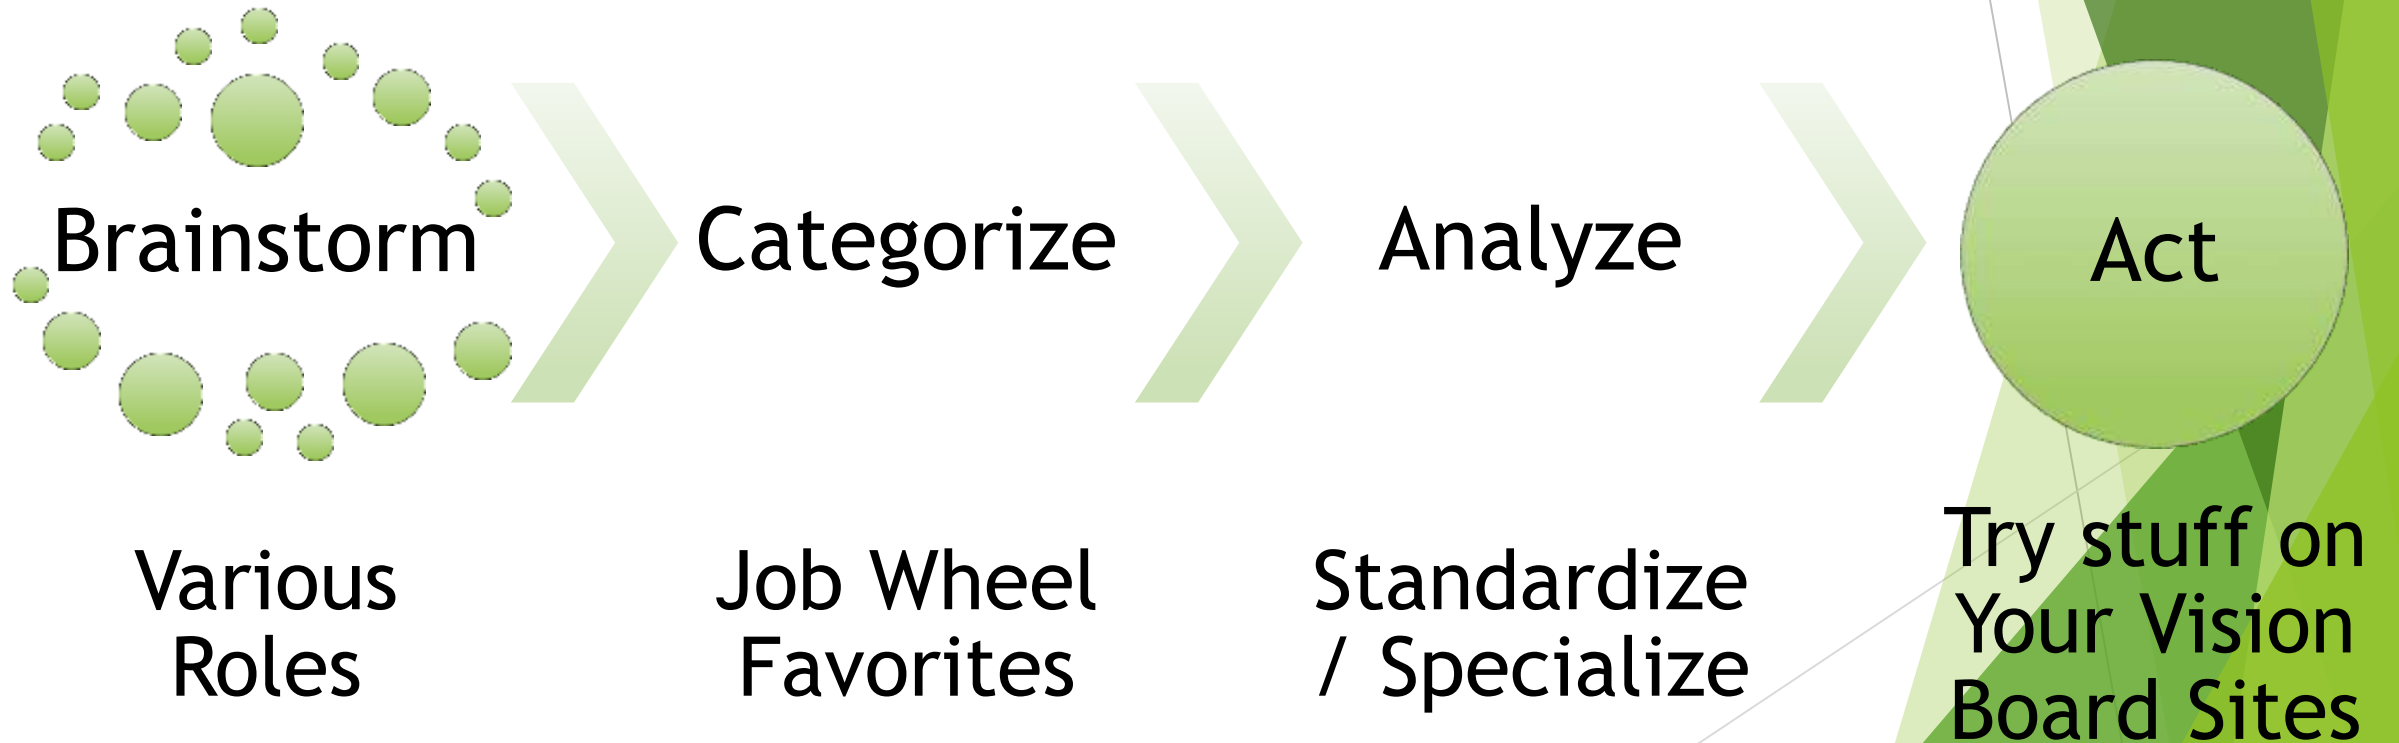 Brainstorm
Categorize
Analyze
Act
Various
Roles
Job Wheel
Favorites
Standardize
/ Specialize
Try stuff on
Your Vision
Board Sites